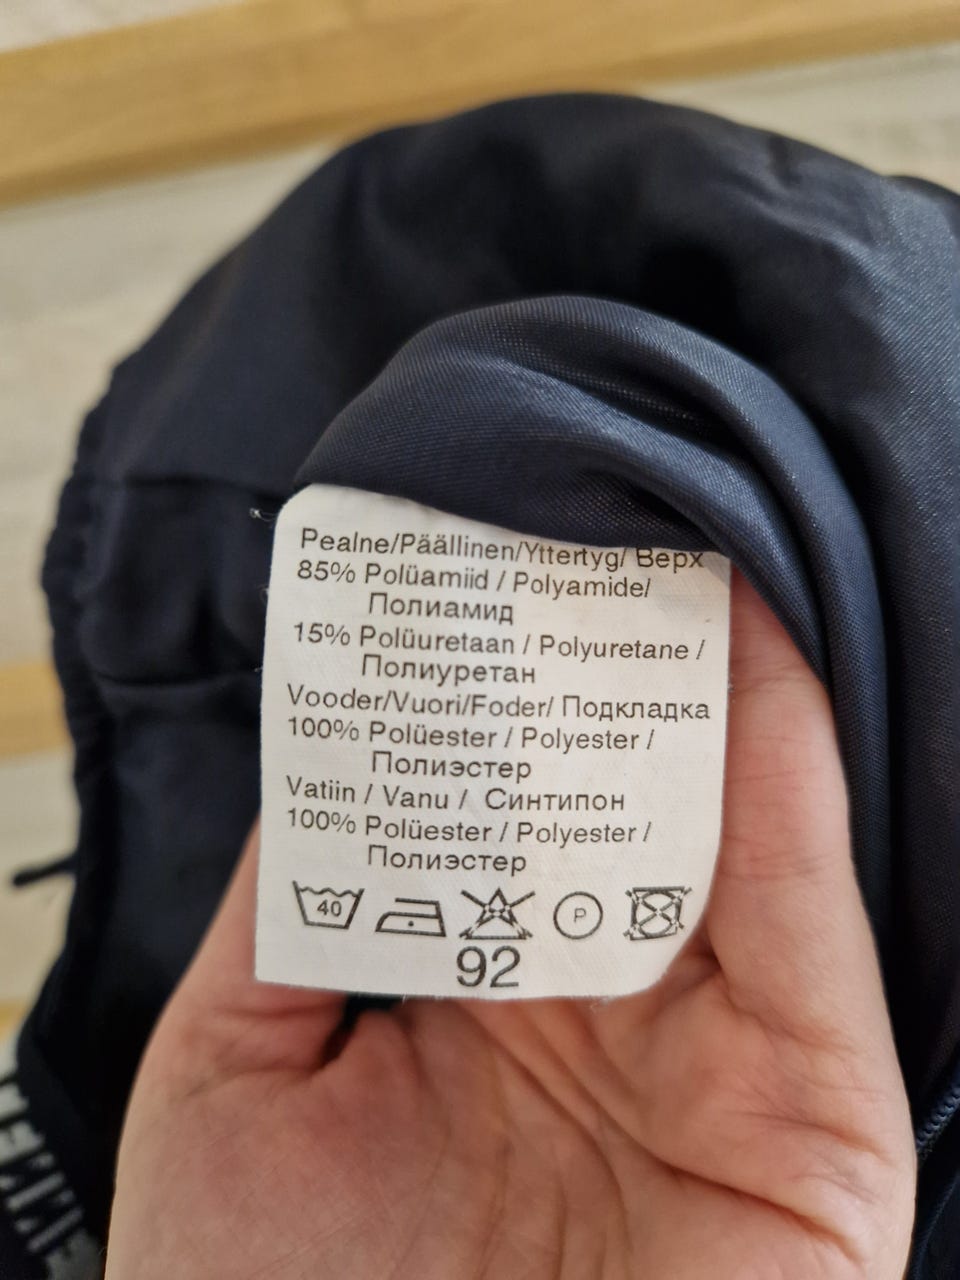 Pealne/Päällinen/Yttertyg/ Верх
85% Polüamiid / Polyamide/
Полиамид
15% Polüuretaan / Polyuretane /
Полиуретан
Vooder/Vuori/Foder/ Подкладка
100% Polüester / Polyester /
Полиэстер
Vatiin / Vanu / Синтипон
100% Polüester / Polyester /
Полиэстер
40 P
92